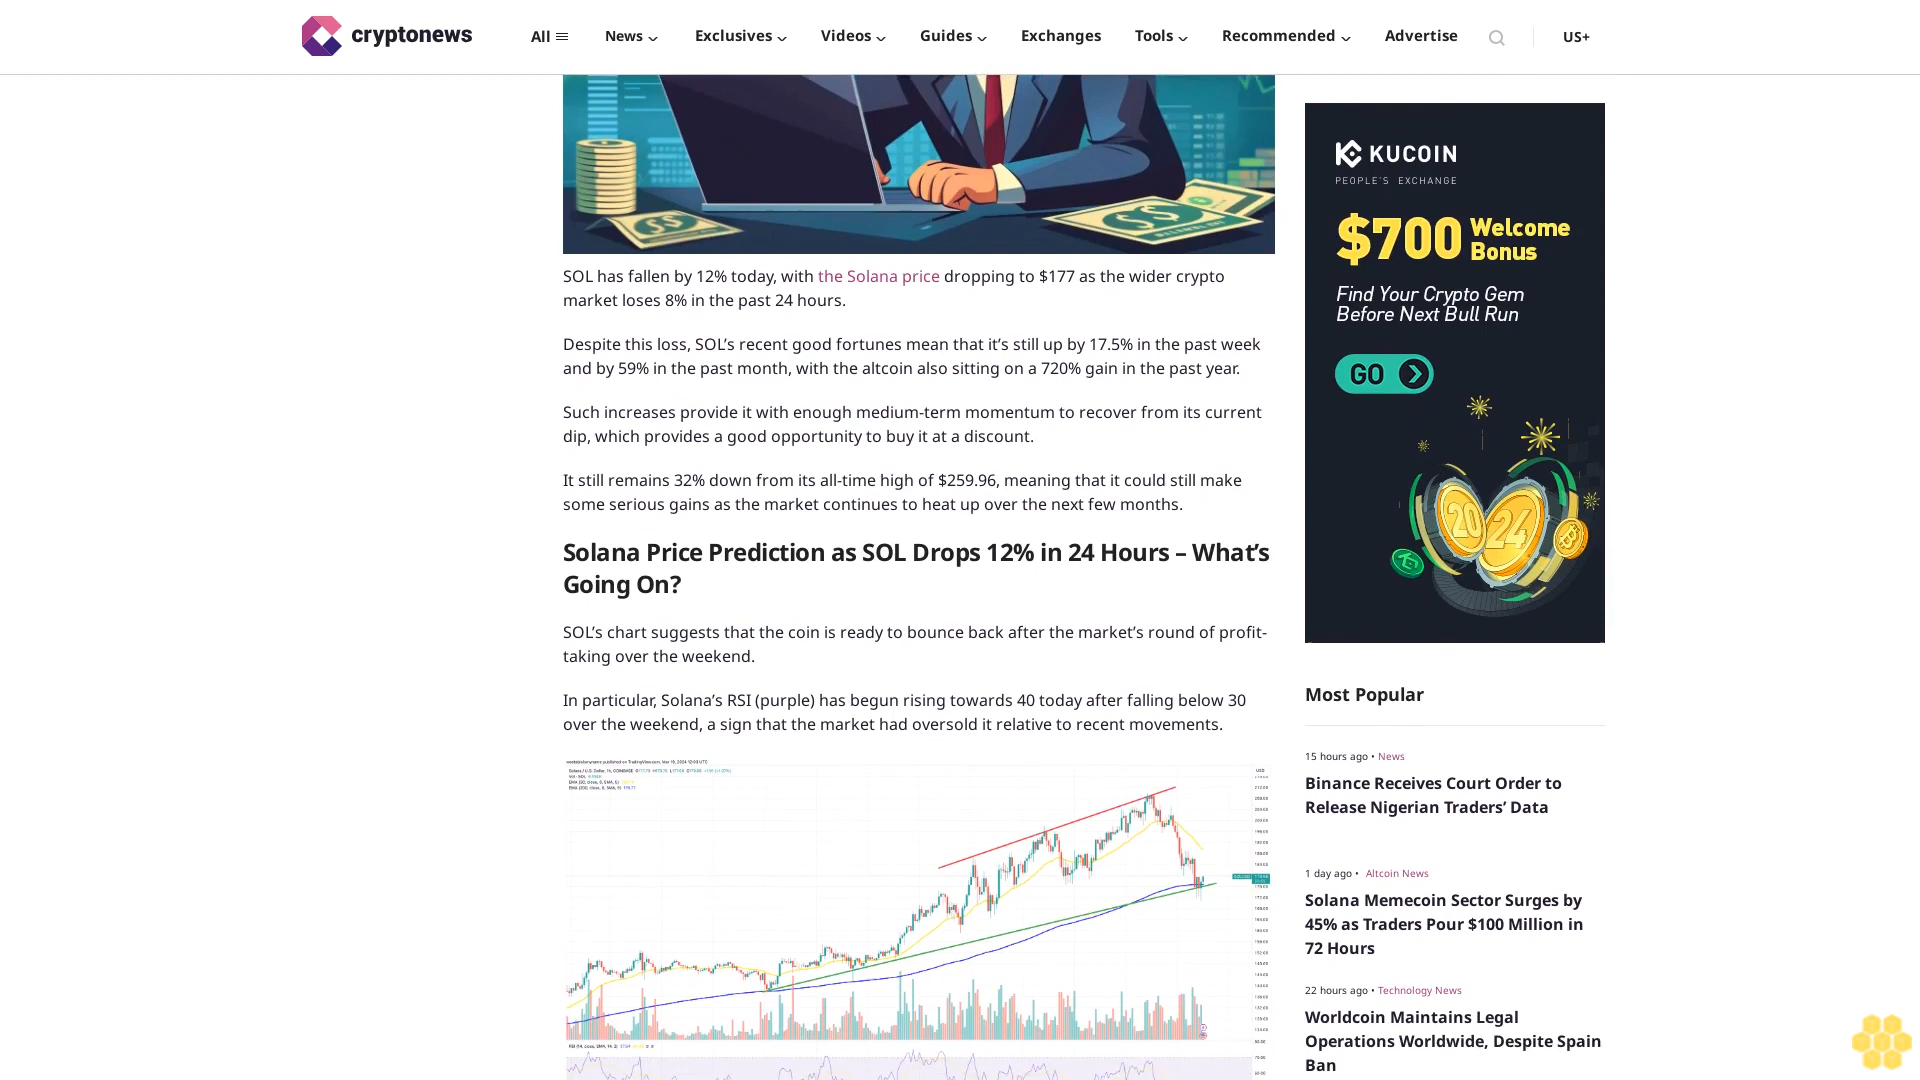 cryptonews
All
News
Exclusives
Videos
Guides
Exchanges
Tools
Recommended
Advertise
US+
SOL has fallen by 12% today, with the Solana price dropping to $177 as the wider crypto
market loses 8% in the past 24 hours.
Despite this loss, SOL’s recent good fortunes mean that it’s still up by 17.5% in the past week
and by 59% in the past month, with the altcoin also sitting on a 720% gain in the past year.
Such increases provide it with enough medium-term momentum to recover from its current
dip, which provides a good opportunity to buy it at a discount.
It still remains 32% down from its all-time high of $259.96, meaning that it could still make
some serious gains as the market continues to heat up over the next few months.
Solana Price Prediction as SOL Drops 12% in 24 Hours – What’s
Going On?
SOL’s chart suggests that the coin is ready to bounce back after the market’s round of profit-
taking over the weekend.
In particular, Solana’s RSI (purple) has begun rising towards 40 today after falling below 30
over the weekend, a sign that the market had oversold it relative to recent movements.
KUCOIN
PEOPLE'S EXCHANGE
$700 Welcome
Bonus
Find Your Crypto Gem
Before Next Bull Run
GO
20
24
Most Popular
15 hours ago • News
Binance Receives Court Order to
Release Nigerian Traders’ Data
1 day ago • Altcoin News
Solana Memecoin Sector Surges by
45% as Traders Pour $100 Million in
72 Hours
22 hours ago • Technology News
Worldcoin Maintains Legal
Operations Worldwide, Despite Spain
Ban